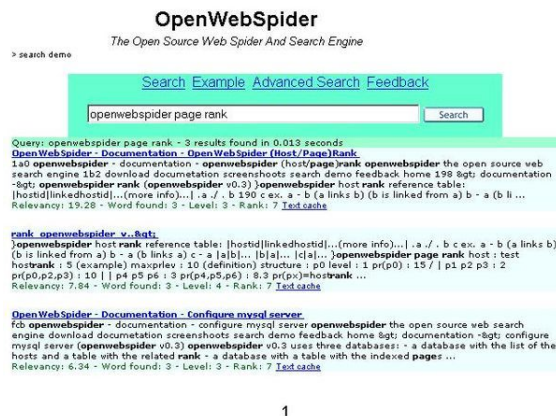 OpenWebSpider
The Open Source Web Spider And Search Engine
> search demo
Search Example Advanced Search Feedback
openwebspider page rank Search
Query: openwebspider page rank - 3 results found in 0.013 seconds
OpenWebSpider - Documentation - OpenWebSpider (Host/Page)Rank
1a0 openwebspider - documentation - openwebspider (host/page)rank openwebspider the open source web
search engine 1b2 download documetation screenshoots search demo feedback home 198 &gt; documentation
-&gt; openwebspider rank (openwebspider v0.3) }openwebspider host rank reference table:
|hostid|linkedhostid|...(more info)...| .a ./ . b 190 c ex. a - b (a links b) (b is linked from a) b - a (b li ...
Relevancy: 19.28 - Word found: 3 - Level: 3 - Rank: 7 Text cache
rank_openwebspider_v..&gt;
}openwebspider host rank reference table: |hostid|linkedhostid|...(more info)...| .a ./ . b c ex. a - b (a links b)
(b is linked from a) b - a (b links a) c - a |a|b|... |b|a|... |c|a|... }openwebspider page rank host : test
hostrank : 5 (example) maxprlev : 10 (definition) structure : p0 level : 1 pr(p0) : 15 / | p1 p2 p3 : 2
pr(p0,p2,p3) : 10 | | p4 p5 p6 : 3 pr(p4,p5,p6) : 8.3 pr(px)=hostrank ...
Relevancy: 7.84 - Word found: 3 - Level: 4 - Rank: 7 Text cache
OpenWebSpider - Documentation - Configure mysql server
fcb openwebspider - documentation - configure mysql server openwebspider the open source web search
engine download documetation screenshoots search demo feedback home &gt; documentation -&gt; configure
mysql server (openwebspider v0.3) openwebspider v0.3 uses three databases: - a database with the list of the
hosts and a table with the related rank - a database with a table with the indexed pages ...
Relevancy: 6.34 - Word found: 3 - Level: 3 - Rank: 7 Text cache
1